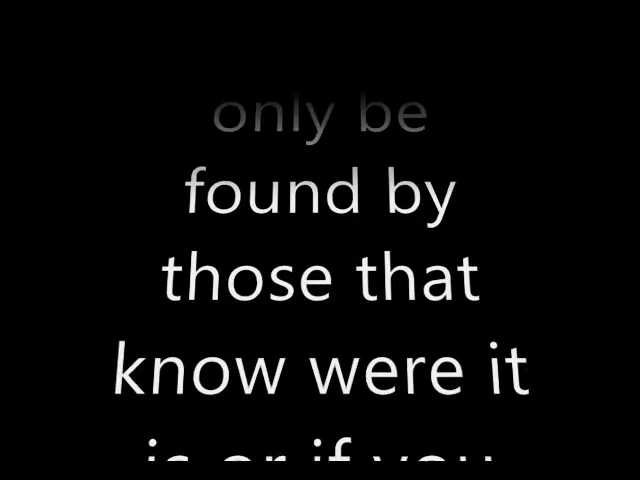 only be
found by
those that
know were it
is or if you